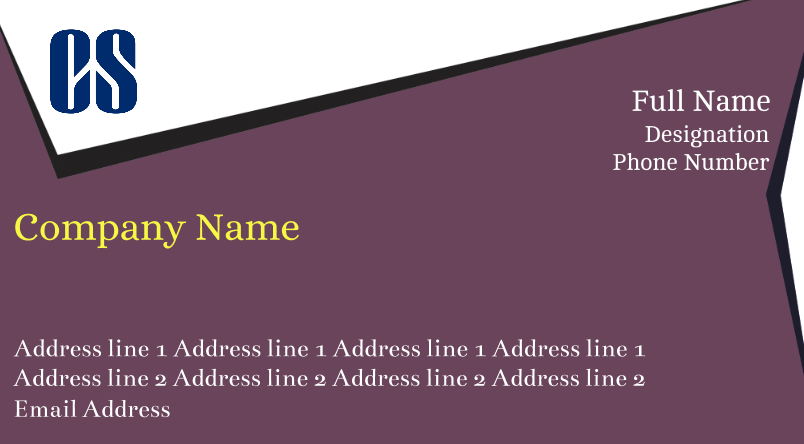 CS
Full Name
Designation
Phone Number
Company Name
Address line 1 Address line 1 Address line 1 Address line 1
Address line 2 Address line 2 Address line 2 Address line 2
Email Address